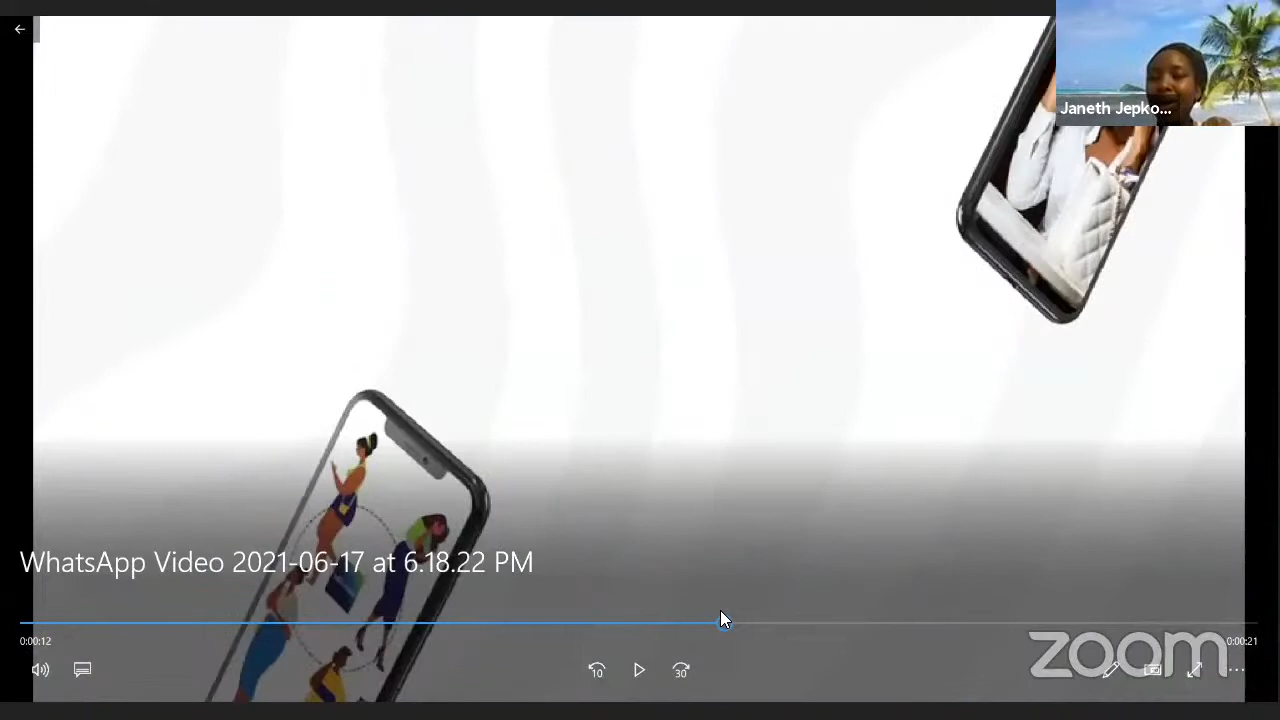 Janeth Jepko...
WhatsApp Video 2021-06-17 at 6.18.22 PM
0:00:12
0:00:21
10
30
zoom